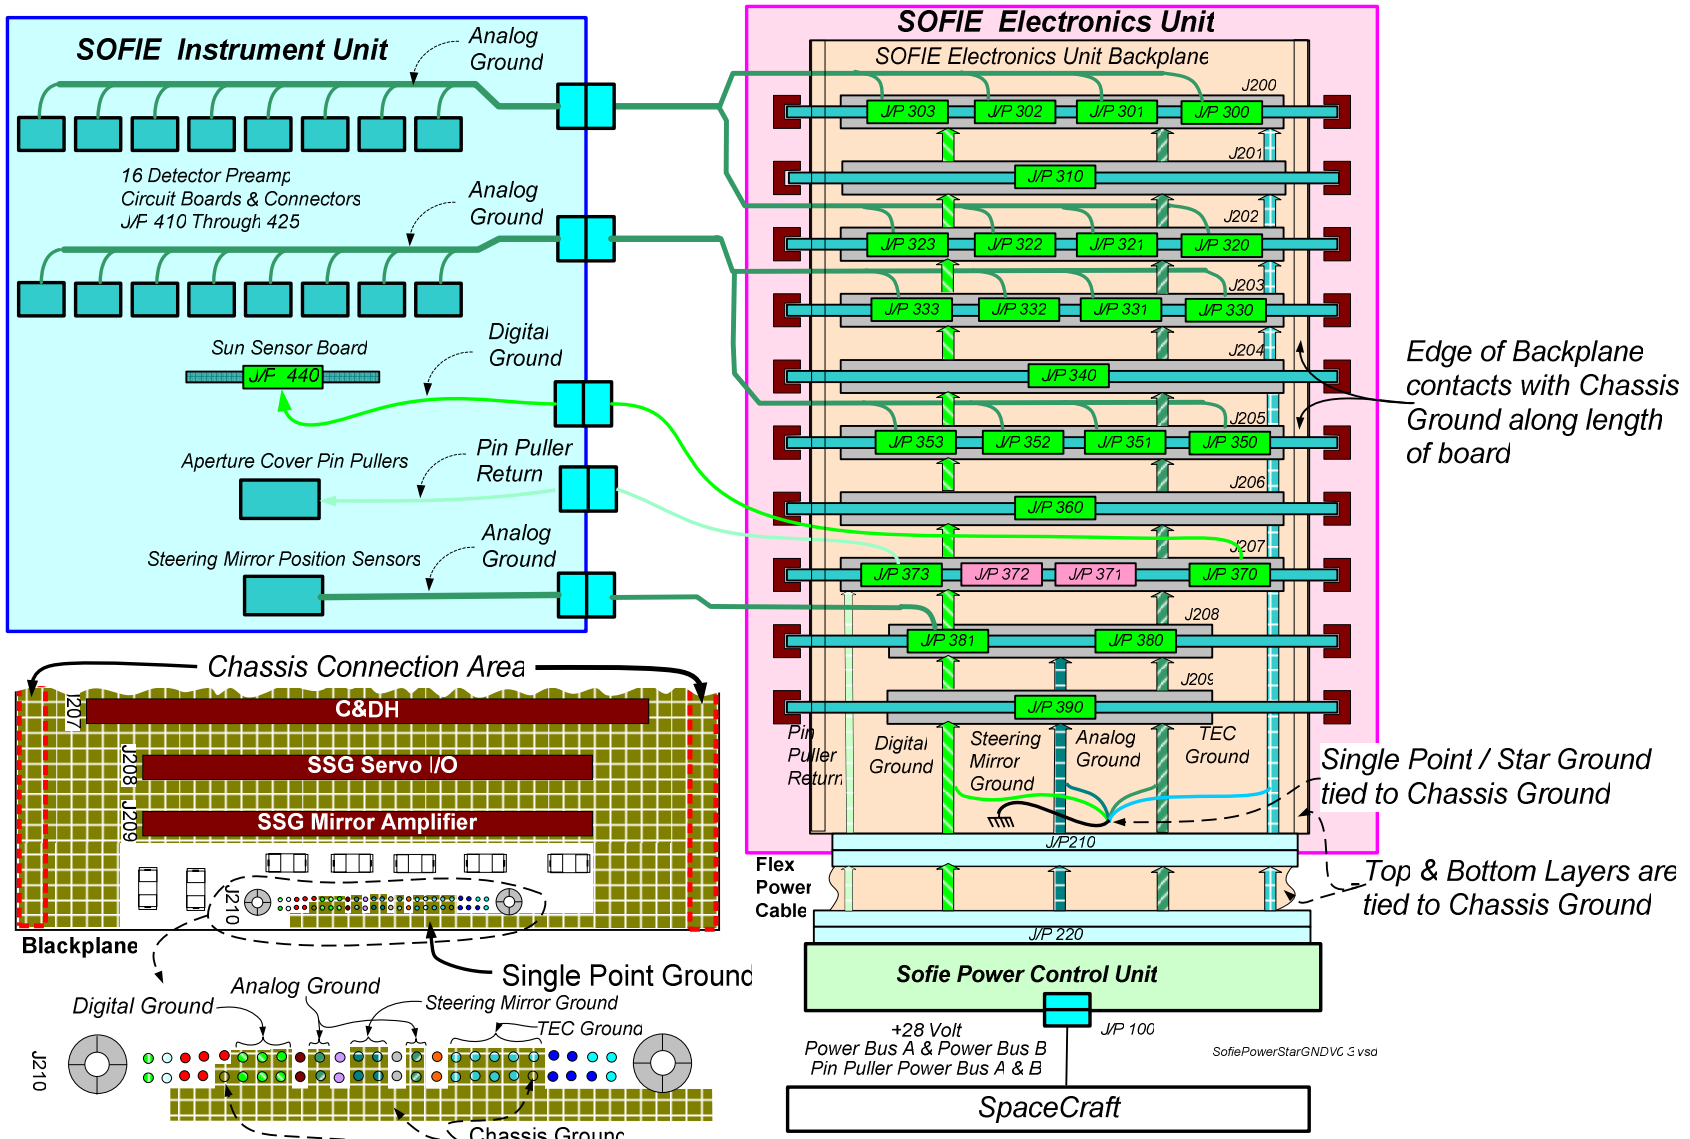 SOFIE Instrument Unit
Analog
Ground
16 Detector Preamp
Circuit Boards & Connectors
J/P 410 Through 425
Analog
Ground
Digital
Ground
Sun Sensor Board
J/P 440
Pin Puller
Return
Aperture Cover Pin Pullers
Analog
Ground
Steering Mirror Position Sensors
SOFIE Electronics Unit
SOFIE Electronics Unit Backplane
J200
J/P 303
J/P 302
J/P 301
J/P 300
J201
J/P 310
J202
J/P 323
J/P 322
J/P 321
J/P 320
J203
J/P 333
J/P 332
J/P 331
J/P 330
J204
J/P 340
J205
J/P 353
J/P 352
J/P 351
J/P 350
J206
J/P 360
J207
J/P 373
J/P 372
J/P 371
J/P 370
J208
J/P 381
J/P 380
J209
J/P 390
Pin
Puller
Return
Digital
Ground
Steering
Mirror
Ground
Analog
Ground
TEC
Ground
J/P210
Flex
Power
Cable
J/P 220
Sofie Power Control Unit
J/P 100
+28 Volt
Power Bus A & Power Bus B
Pin Puller Power Bus A & B
SofiePowerStarGNDV0.3.vsd
SpaceCraft
Edge of Backplane
contacts with Chassis
Ground along length
of board
Single Point / Star Ground
tied to Chassis Ground
Top & Bottom Layers are
tied to Chassis Ground
Chassis Connection Area
J207
C&DH
J208
SSG Servo I/O
J209
SSG Mirror Amplifier
J210
Blackplane
Single Point Ground
Digital Ground
Analog Ground
Steering Mirror Ground
TEC Ground
J210
Chassis Ground